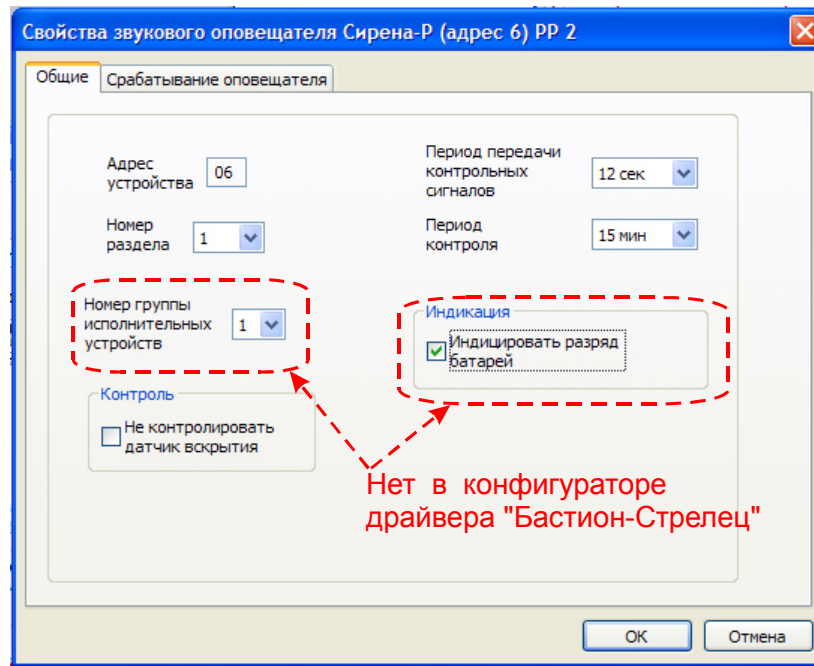 Свойства звукового оповещателя Сирена-Р (адрес 6) РР 2
Общие
Срабатывание оповещателя
Адрес
устройства
06
Период передачи
контрольных
сигналов
12 сек
Номер
раздела
1
Период
контроля
15 мин
Номер группы
исполнительных
устройств
1
Индикация
Индицировать разряд
батарей
Контроль
Не контролировать
датчик вскрытия
Нет в конфигураторе
драйвера "Бастион-Стрелец"
ОК
Отмена